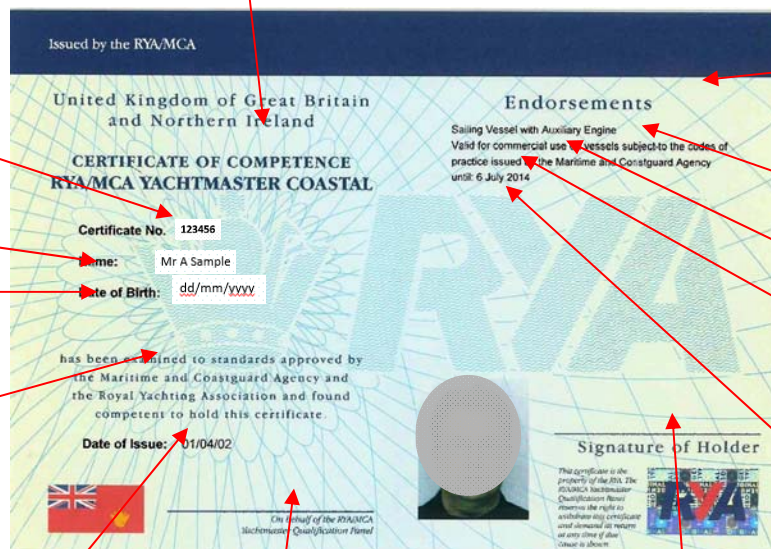 Issued by the RYA/MCA
United Kingdom of Great Britain
and Northern Ireland
CERTIFICATE OF COMPETENCE
RYA/MCA YACHTMASTER COASTAL
Certificate No. 123456
Name: Mr A Sample
Date of Birth: dd/mm/yyyy
has been examined to standards approved by
the Maritime and Coastguard Agency and
the Royal Yachting Association and found
competent to hold this certificate.
Date of Issue: 01/04/02
On behalf of the RYA/MCA
Yachtmaster Qualification Panel
Endorsements
Sailing Vessel with Auxiliary Engine
Valid for commercial use on vessels subject to the codes of
practice issued by the Maritime and Coastguard Agency
until: 6 July 2014
RYA
Signature of Holder
This certificate is the
property of the RYA. The
RYA/MCA Yachtmaster
Qualification Panel
reserves the right to
withdraw any certificate
and demand its return
at any time if due
cause is shown.
RYA